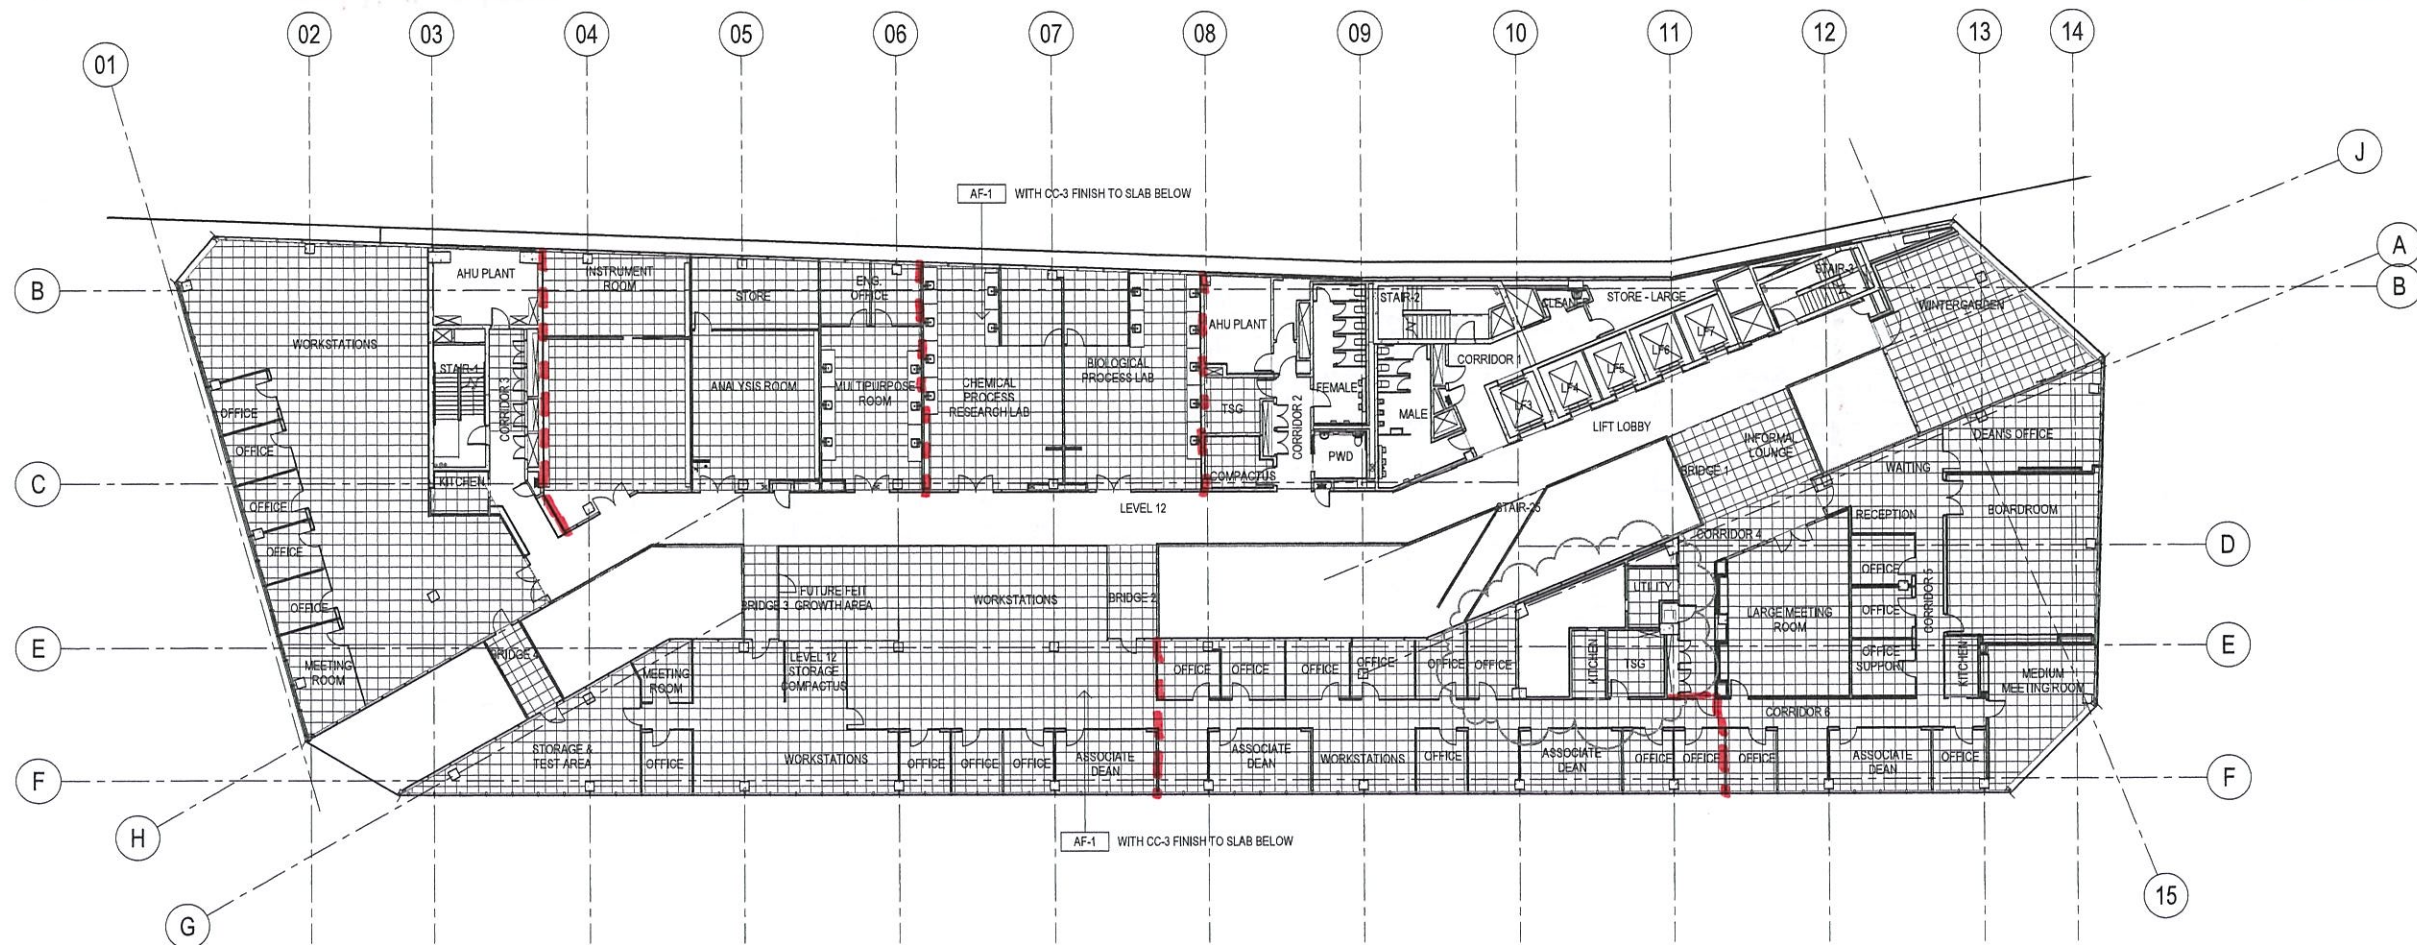 02
03
04
05
06
07
08
09
10
11
12
13
14
01
J
A
B
B
AF-1 WITH CC-3 FINISH TO SLAB BELOW
AHU PLANT
INSTRUMENT
ROOM
STORE
ENG.
OFFICE
STAIR-2
STORE - LARGE
STAIR-3
WINTERGARDEN
AHU PLANT
WORKSTATIONS
STAIR-1
CORRIDOR 3
ANALYSIS ROOM
MULTIPURPOSE
ROOM
CHEMICAL
PROCESS
RESEARCH LAB
BIOLOGICAL
PROCESS LAB
TSG
CORRIDOR 2
FEMALE
MALE
CORRIDOR 1
LF3
LF4
LF5
LF6
LF7
LIFT LOBBY
OFFICE
OFFICE
OFFICE
OFFICE
OFFICE
KITCHEN
COMPACTUS
PWD
INFORMAL
LOUNGE
BRIDGE 1
DEAN'S OFFICE
WAITING
C
LEVEL 12
STAIR-25
RECEPTION
BOARDROOM
CORRIDOR 4
D
OFFICE
UTILITY
FUTURE FEIT
GROWTH AREA
BRIDGE 3
WORKSTATIONS
BRIDGE 2
LARGE MEETING
ROOM
OFFICE
CORRIDOR 5
E
E
BRIDGE 4
MEETING
ROOM
MEETING
ROOM
LEVEL 12
STORAGE
COMPACTUS
OFFICE
OFFICE
OFFICE
OFFICE
OFFICE
OFFICE
KITCHEN
TSG
OFFICE
SUPPORT
KITCHEN
MEDIUM
MEETING ROOM
CORRIDOR 6
STORAGE &
TEST AREA
OFFICE
WORKSTATIONS
OFFICE
OFFICE
OFFICE
ASSOCIATE
DEAN
ASSOCIATE
DEAN
WORKSTATIONS
OFFICE
ASSOCIATE
DEAN
OFFICE
OFFICE
OFFICE
ASSOCIATE
DEAN
OFFICE
F
F
AF-1 WITH CC-3 FINISH TO SLAB BELOW
H
G
15